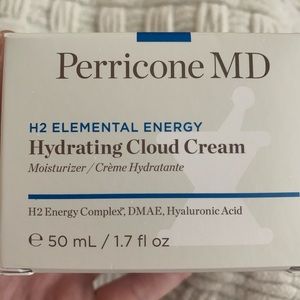 Perricone MD
H2 ELEMENTAL ENERGY
Hydrating Cloud Cream
Moisturizer / Crème Hydratante
H2 Energy Complex®, DMAE, Hyaluronic Acid
℮ 50 mL / 1.7 fl oz